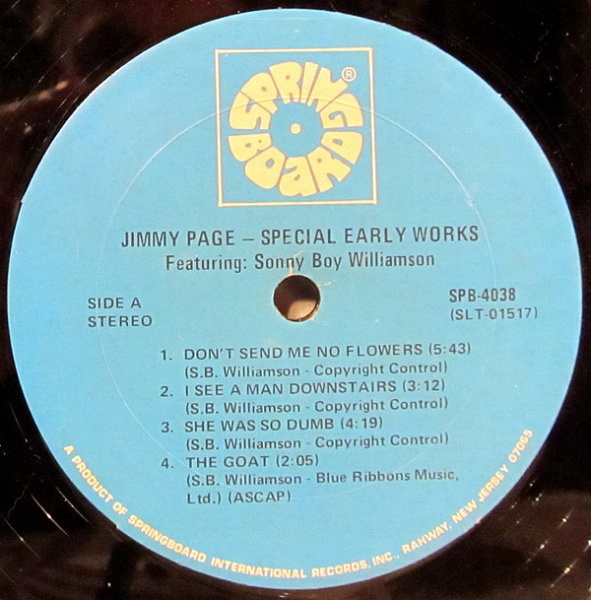 SPRING
BOARD
®
JIMMY PAGE – SPECIAL EARLY WORKS
Featuring: Sonny Boy Williamson
SIDE A
STEREO
SPB-4038
(SLT-01517)
1. DON'T SEND ME NO FLOWERS (5:43)
(S.B. Williamson - Copyright Control)
2. I SEE A MAN DOWNSTAIRS (3:12)
(S.B. Williamson - Copyright Control)
3. SHE WAS SO DUMB (4:19)
(S.B. Williamson - Copyright Control)
4. THE GOAT (2:05)
(S.B. Williamson - Blue Ribbons Music,
Ltd.) (ASCAP)
A PRODUCT OF SPRINGBOARD INTERNATIONAL RECORDS, INC., RAHWAY, NEW JERSEY 07065